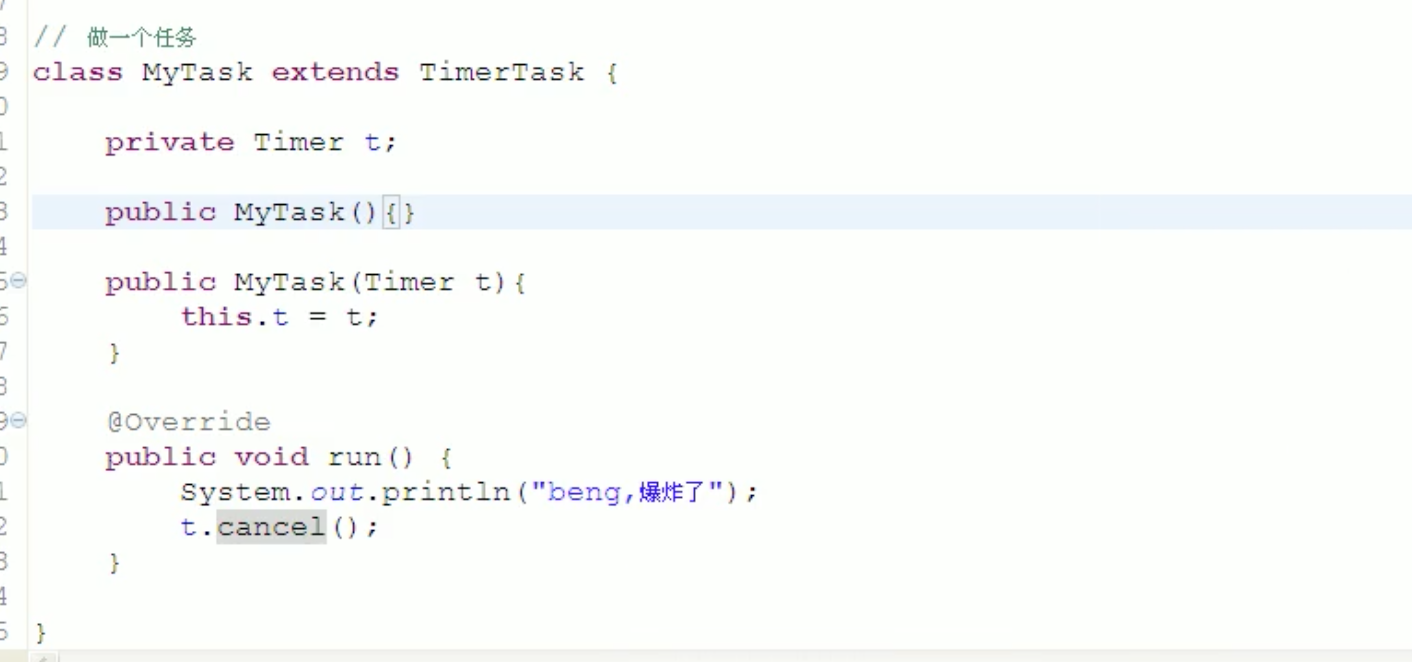 // 做一个任务
class MyTask extends TimerTask {
private Timer t;
public MyTask(){}
public MyTask(Timer t){
this.t = t;
}
@Override
public void run() {
System.out.println("beng,爆炸了");
t.cancel();
}
}